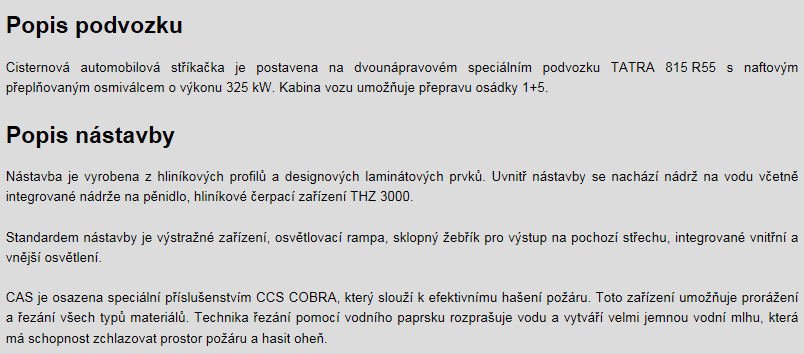 Popis podvozku
Cisternová automobilová stříkačka je postavena na dvounápravovém speciálním podvozku TATRA 815 R55 s naftovým
přeplňovaným osmiválcem o výkonu 325 kW. Kabina vozu umožňuje přepravu osádky 1+5.
Popis nástavby
Nástavba je vyrobena z hliníkových profilů a designových laminátových prvků. Uvnitř nástavby se nachází nádrž na vodu včetně
integrované nádrže na pěnidlo, hliníkové čerpací zařízení THZ 3000.
Standardem nástavby je výstražné zařízení, osvětlovací rampa, sklopný žebřík pro výstup na pochozí střechu, integrované vnitřní a
vnější osvětlení.
CAS je osazena speciální příslušenstvím CCS COBRA, který slouží k efektivnímu hašení požáru. Toto zařízení umožňuje prorážení
a řezání všech typů materiálů. Technika řezání pomocí vodního paprsku rozprašuje vodu a vytváří velmi jemnou vodní mlhu, která
má schopnost zchlazovat prostor požáru a hasit oheň.